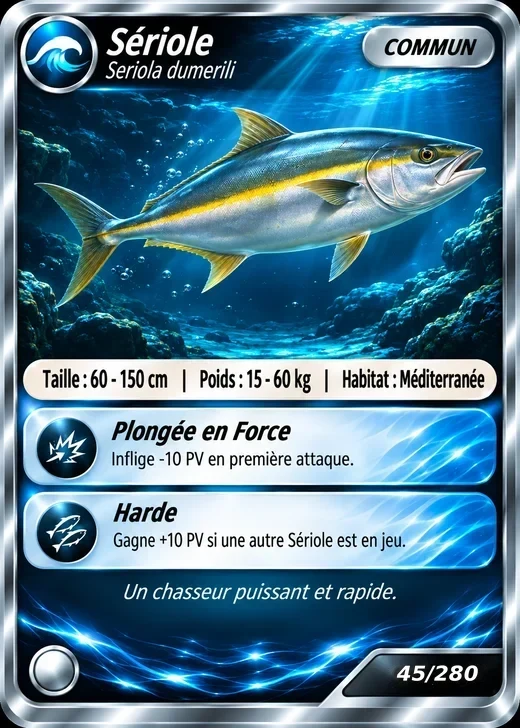 Sériole
Seriola dumerili
COMMUN
Taille : 60 - 150 cm | Poids : 15 - 60 kg | Habitat : Méditerranée
Plongée en Force
Inflige -10 PV en première attaque.
Harde
Gagne +10 PV si une autre Sériole est en jeu.
Un chasseur puissant et rapide.
45/280